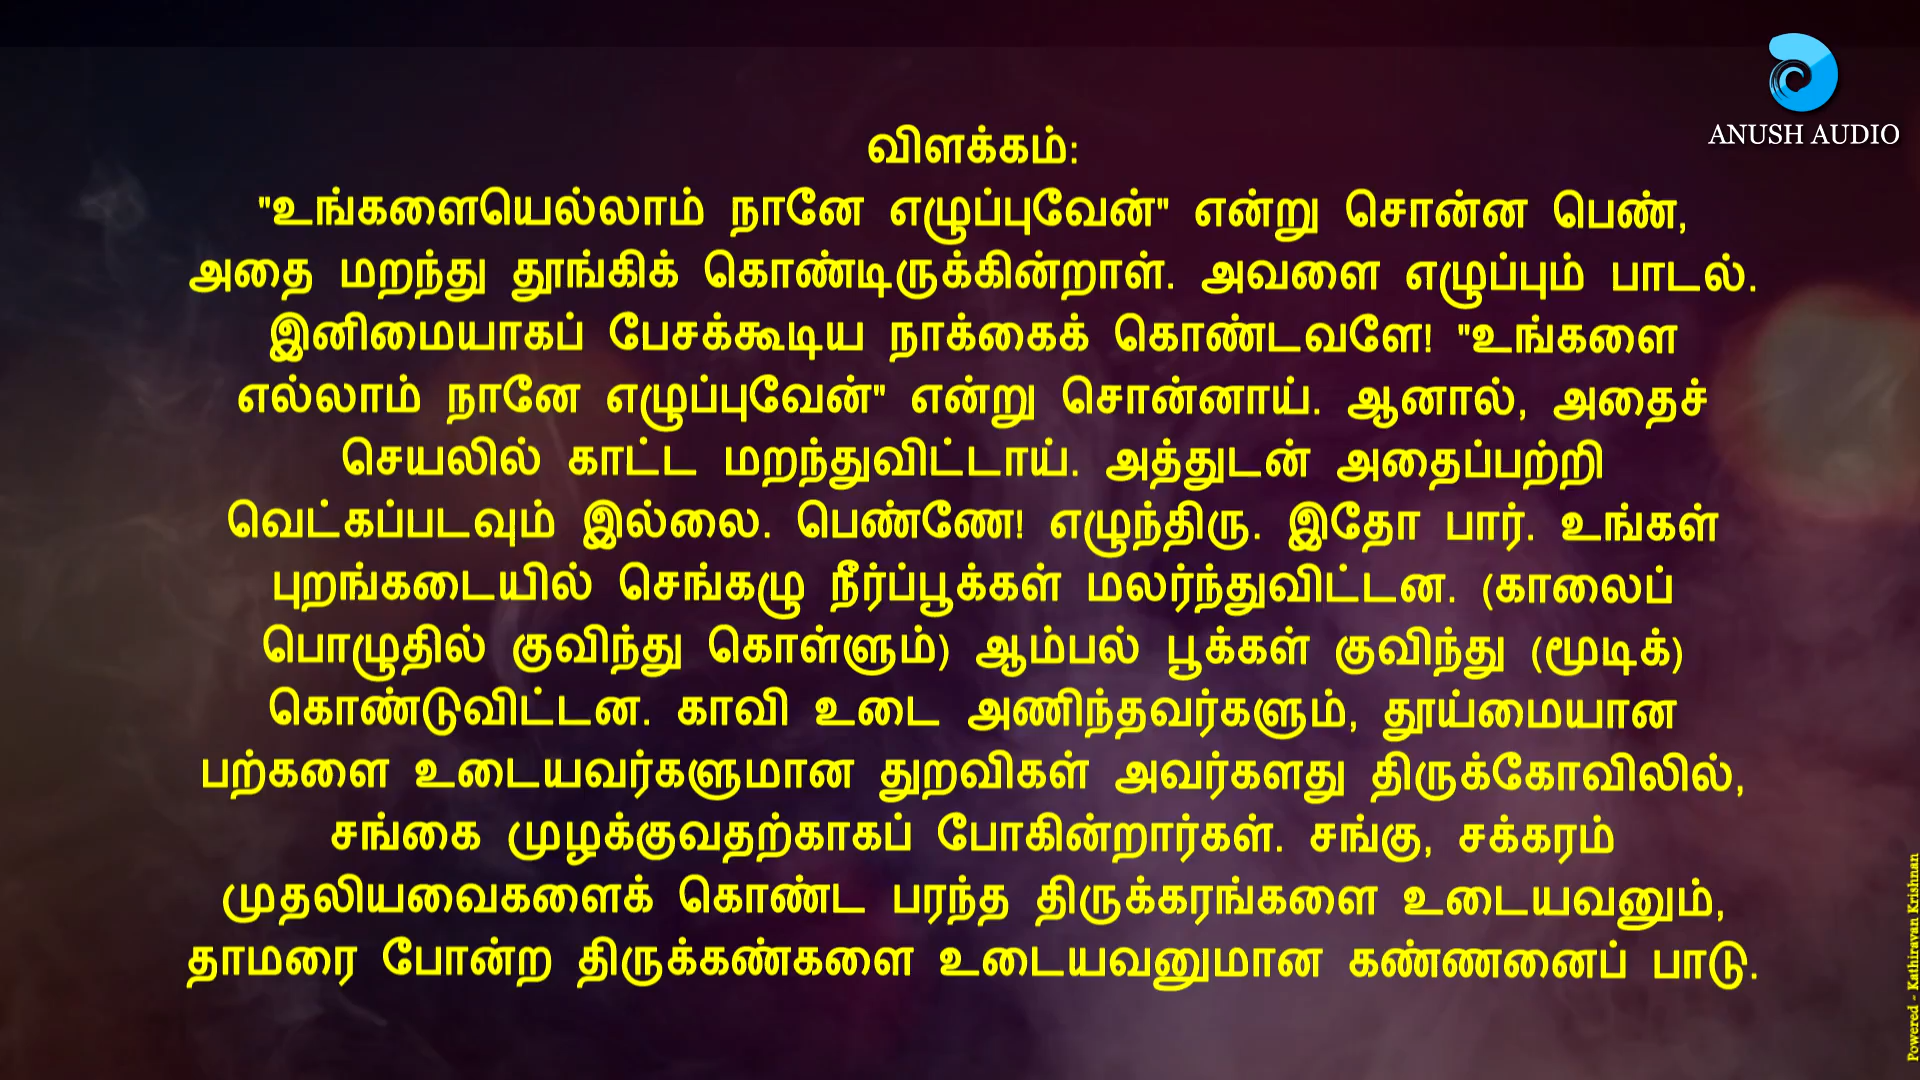 ANUSH AUDIO
விளக்கம்:
"உங்களையெல்லாம் நானே எழுப்புவேன்" என்று சொன்ன பெண்,
அதை மறந்து தூங்கிக் கொண்டிருக்கின்றாள். அவளை எழுப்பும் பாடல்.
இனிமையாகப் பேசக்கூடிய நாக்கைக் கொண்டவளே! "உங்களை
எல்லாம் நானே எழுப்புவேன்" என்று சொன்னாய். ஆனால், அதைச்
செயலில் காட்ட மறந்துவிட்டாய். அத்துடன் அதைப்பற்றி
வெட்கப்படவும் இல்லை. பெண்ணே! எழுந்திரு. இதோ பார். உங்கள்
புறங்கடையில் செங்கழு நீர்ப்பூக்கள் மலர்ந்துவிட்டன. (காலைப்
பொழுதில் குவிந்து கொள்ளும்) ஆம்பல் பூக்கள் குவிந்து (மூடிக்)
கொண்டுவிட்டன. காவி உடை அணிந்தவர்களும், தூய்மையான
பற்களை உடையவர்களுமான துறவிகள் அவர்களது திருக்கோவிலில்,
சங்கை முழக்குவதற்காகப் போகின்றார்கள். சங்கு, சக்கரம்
முதலியவைகளைக் கொண்ட பரந்த திருக்கரங்களை உடையவனும்,
தாமரை போன்ற திருக்கண்களை உடையவனுமான கண்ணனைப் பாடு.
Powered - Kathiravan Krishnan